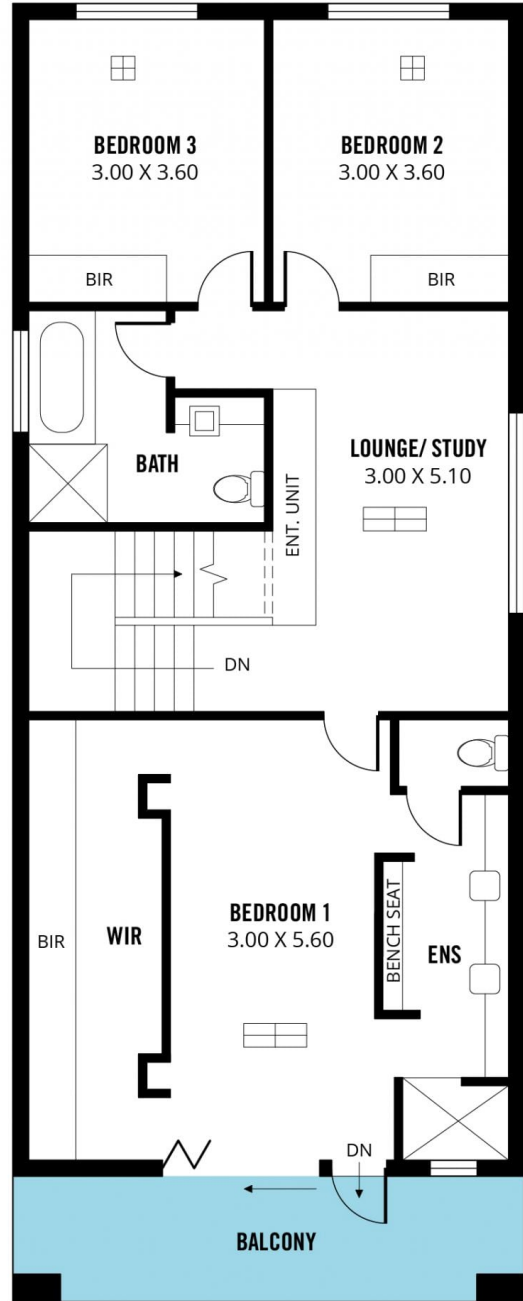 BEDROOM 3
3.00 X 3.60
BEDROOM 2
3.00 X 3.60
BIR
BIR
BATH
LOUNGE/ STUDY
3.00 X 5.10
ENT. UNIT
DN
BEDROOM 1
3.00 X 5.60
BIR
WIR
BENCH SEAT
ENS
DN
BALCONY